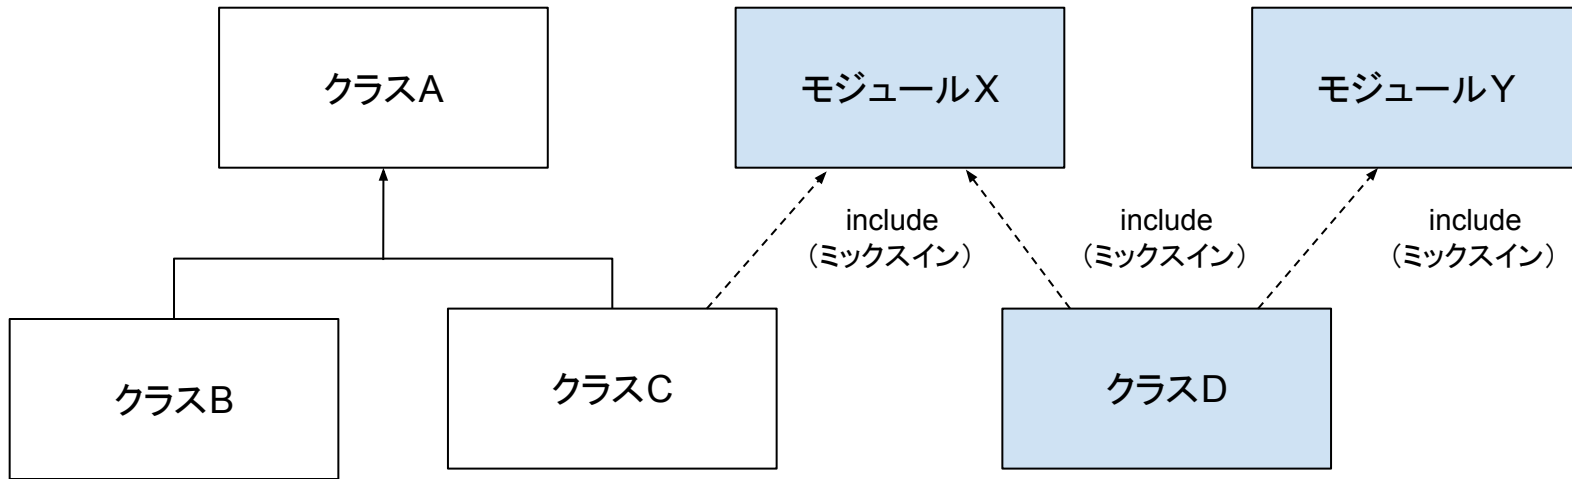 クラスA
モジュールX
モジュールY
include
（ミックスイン）
include
（ミックスイン）
include
（ミックスイン）
クラスB
クラスC
クラスD